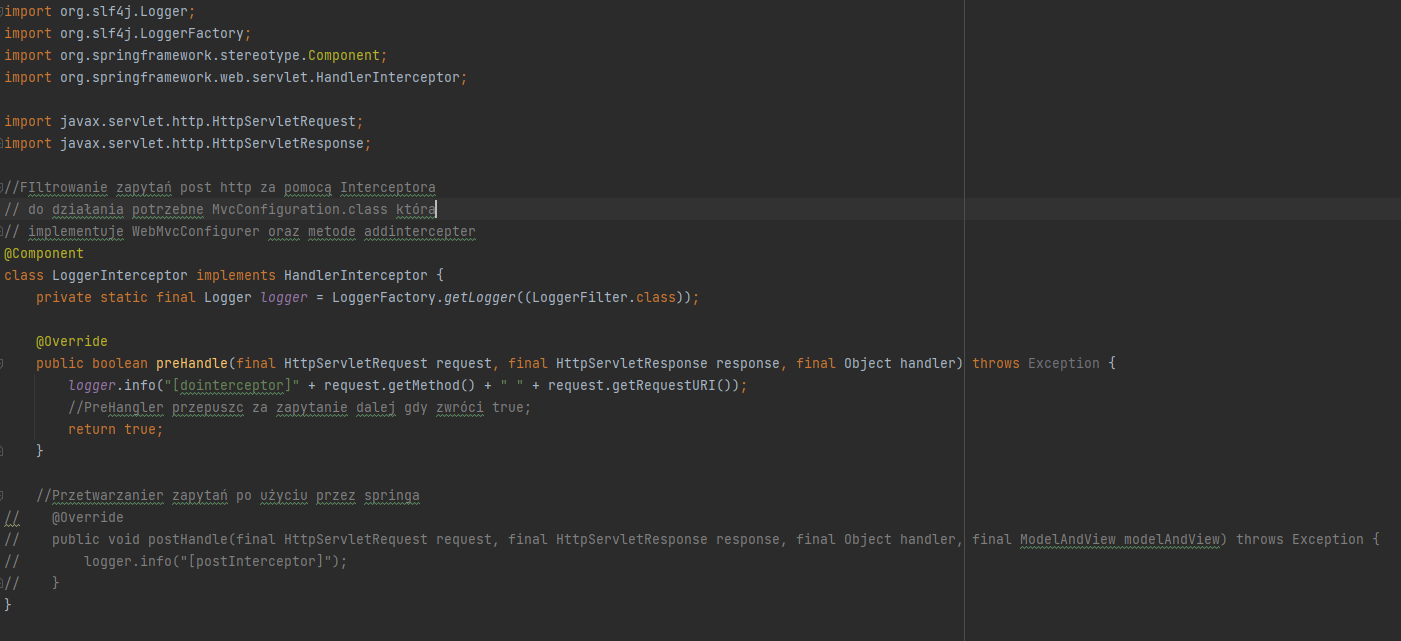 import org.slf4j.Logger;
import org.slf4j.LoggerFactory;
import org.springframework.stereotype.Component;
import org.springframework.web.servlet.HandlerInterceptor;
import javax.servlet.http.HttpServletRequest;
import javax.servlet.http.HttpServletResponse;
//FIltrowanie zapytań post http za pomocą Interceptora
// do działania potrzebne MvcConfiguration.class która
// implementuje WebMvcConfigurer oraz metode addintercepter
@Component
class LoggerInterceptor implements HandlerInterceptor {
private static final Logger logger = LoggerFactory.getLogger((LoggerFilter.class));
@Override
public boolean preHandle(final HttpServletRequest request, final HttpServletResponse response, final Object handler) throws Exception {
logger.info("[dointerceptor]" + request.getMethod() + " " + request.getRequestURI());
//PreHangler przepuszc za zapytanie dalej gdy zwróci true;
return true;
}
//Przetwarzanier zapytań po użyciu przez springa
// @Override
// public void postHandle(final HttpServletRequest request, final HttpServletResponse response, final Object handler, final ModelAndView modelAndView) throws Exception {
// logger.info("[postInterceptor]");
// }
}